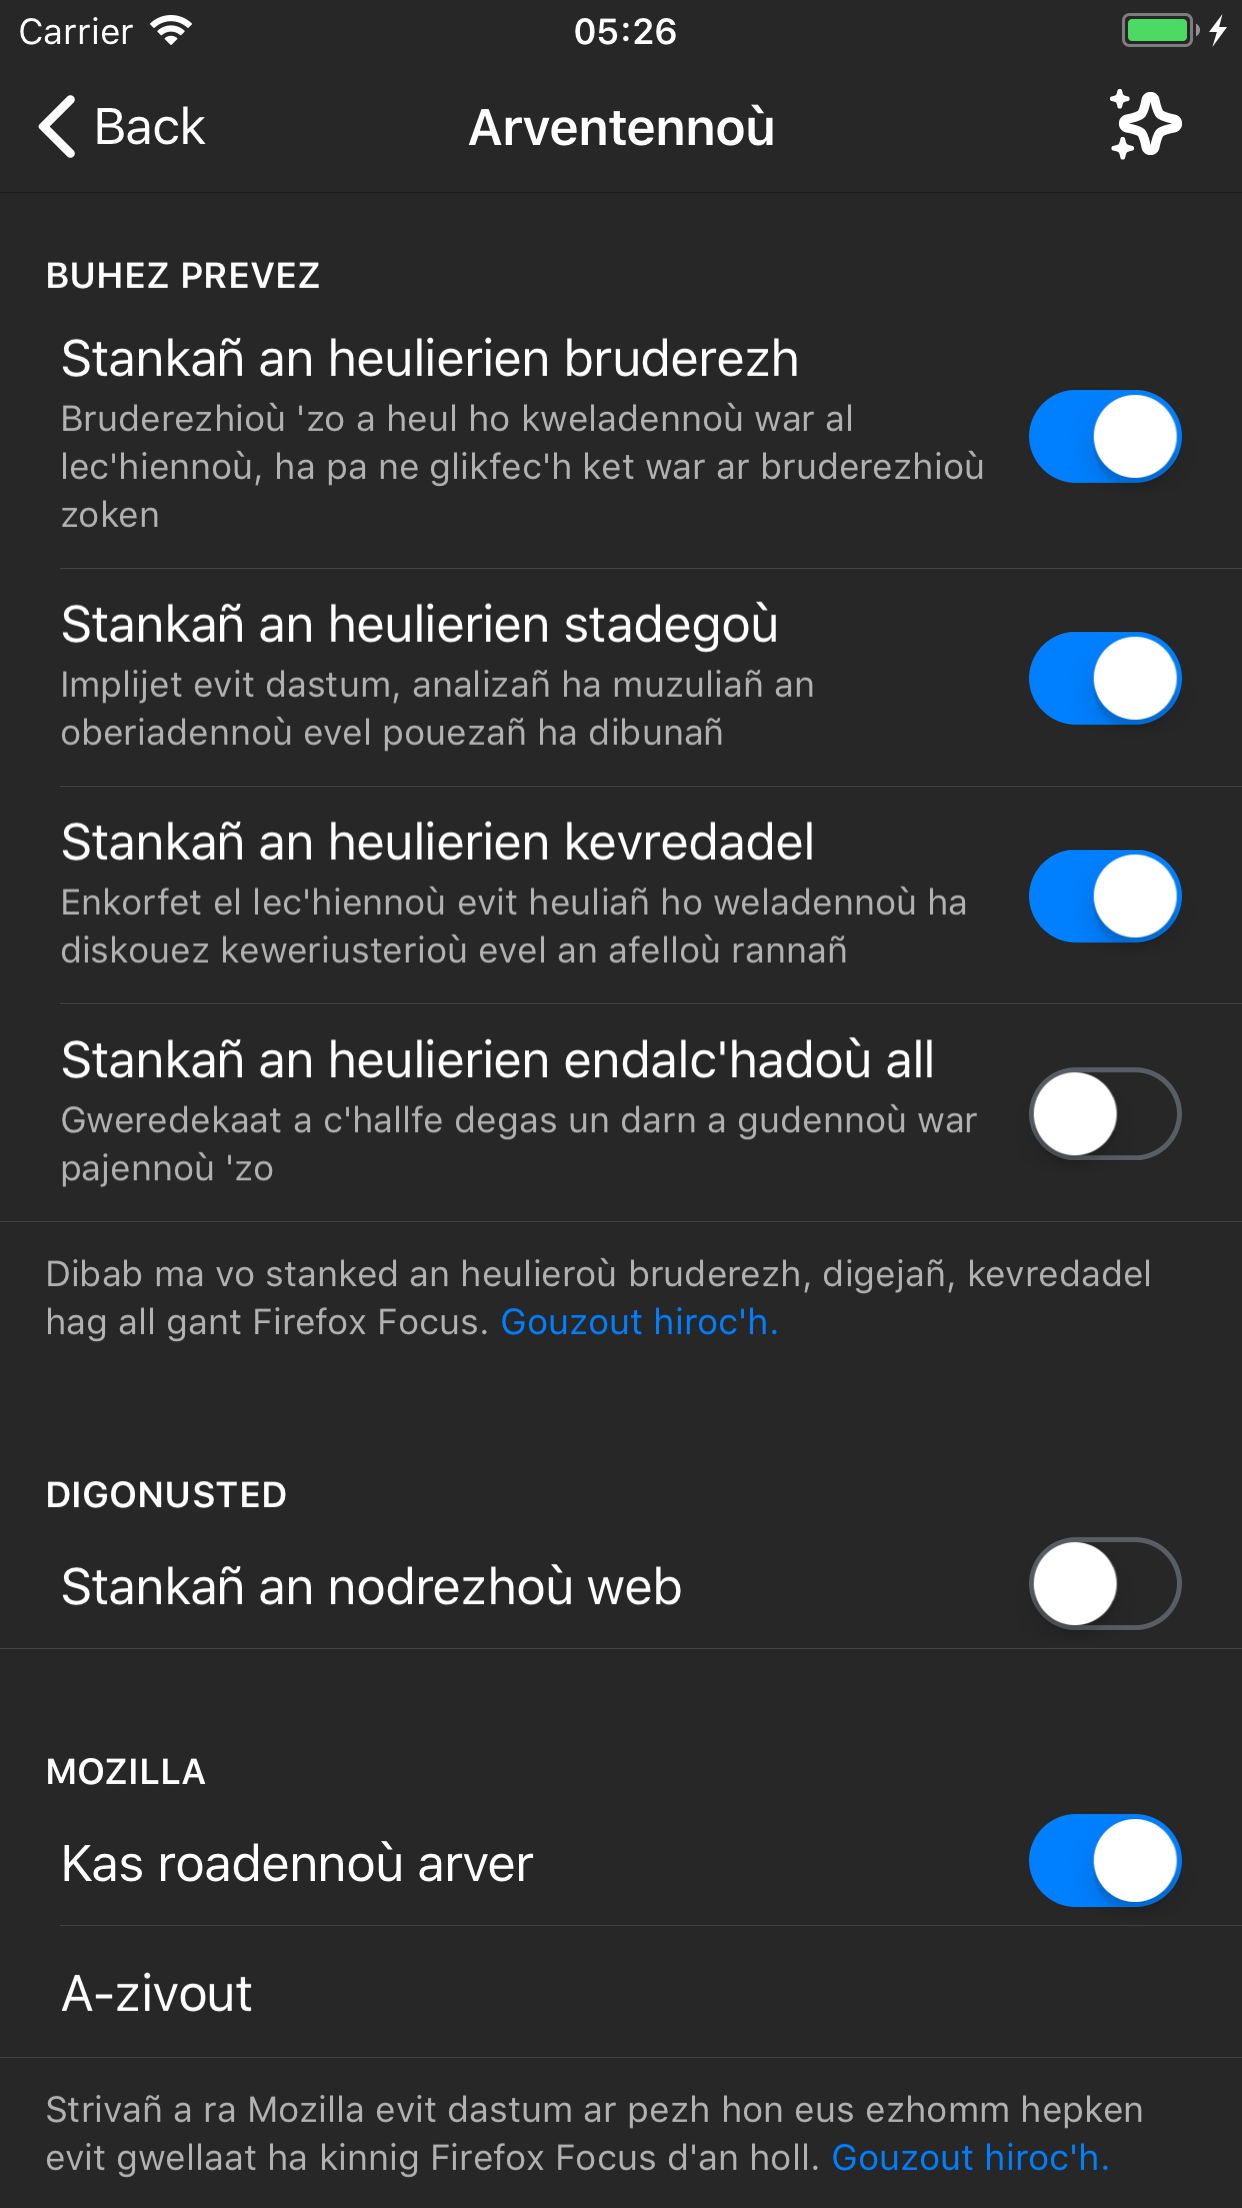 Carrier
05:26
Back
Arventennoù
BUHEZ PREVEZ
Stankañ an heulierien bruderezh
Bruderezhioù 'zo a heul ho kweladennoù war al
lec'hiennoù, ha pa ne glikfec'h ket war ar bruderezhioù
zoken
Stankañ an heulierien stadegoù
Implijet evit dastum, analizañ ha muzuliañ an
oberiadennoù evel pouezañ ha dibunañ
Stankañ an heulierien kevredadel
Enkorfet el lec'hiennoù evit heuliañ ho weladennoù ha
diskouez keweriusterioù evel an afelloù rannañ
Stankañ an heulierien endalc'hadoù all
Gweredekaat a c'hallfe degas un darn a gudennoù war
pajennoù 'zo
Dibab ma vo stanked an heulieroù bruderezh, digejañ, kevredadel
hag all gant Firefox Focus. Gouzout hiroc'h.
DIGONUSTED
Stankañ an nodrezhoù web
MOZILLA
Kas roadennoù arver
A-zivout
Strivañ a ra Mozilla evit dastum ar pezh hon eus ezhomm hepken
evit gwellaat ha kinnig Firefox Focus d'an holl. Gouzout hiroc'h.